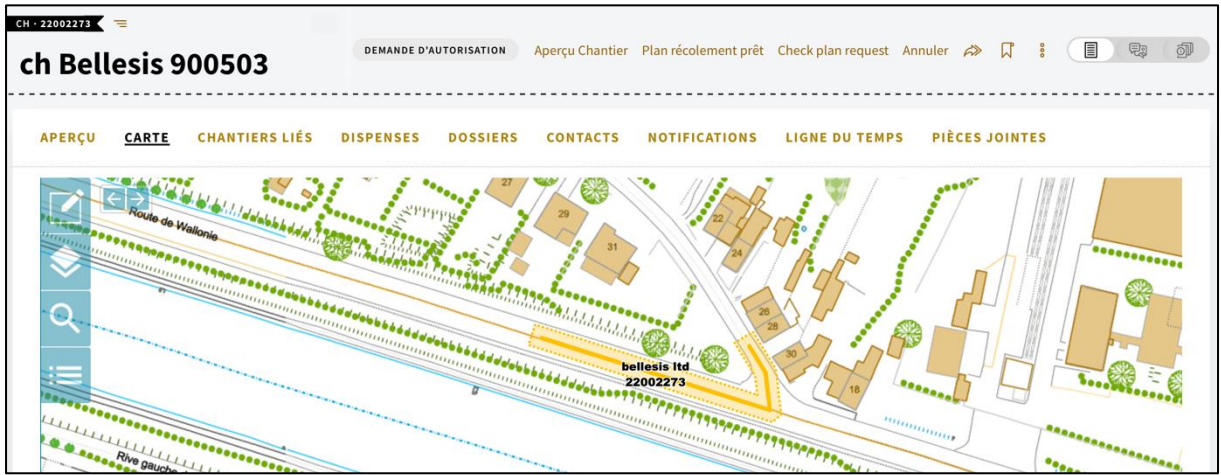 CH - 22002273
ch Bellesis 900503
DEMANDE D'AUTORISATION
Aperçu Chantier
Plan récolement prêt
Check plan request
Annuler
APERÇU
CARTE
CHANTIERS LIÉS
DISPENSES
DOSSIERS
CONTACTS
NOTIFICATIONS
LIGNE DU TEMPS
PIÈCES JOINTES
27
29
31
22
24
Route de Wallonie
26
28
30
18
bellesis ltd
22002273
Rive gauche